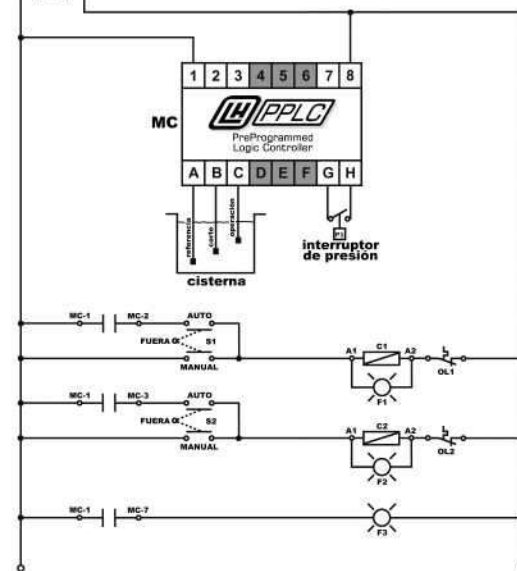 1 2 3 4 5 6 7 8
MC
LH PPLC
PreProgrammed
Logic Controller
A B C D E F G H
referencia
corte
operación
PS
interruptor
de presión
cisterna
MC-1 MC-2 AUTO
FUERA S1
MANUAL
A1 C1 A2
OL1
F1
MC-1 MC-3 AUTO
FUERA S2
MANUAL
A1 C2 A2
OL2
F2
MC-1 MC-7
F3